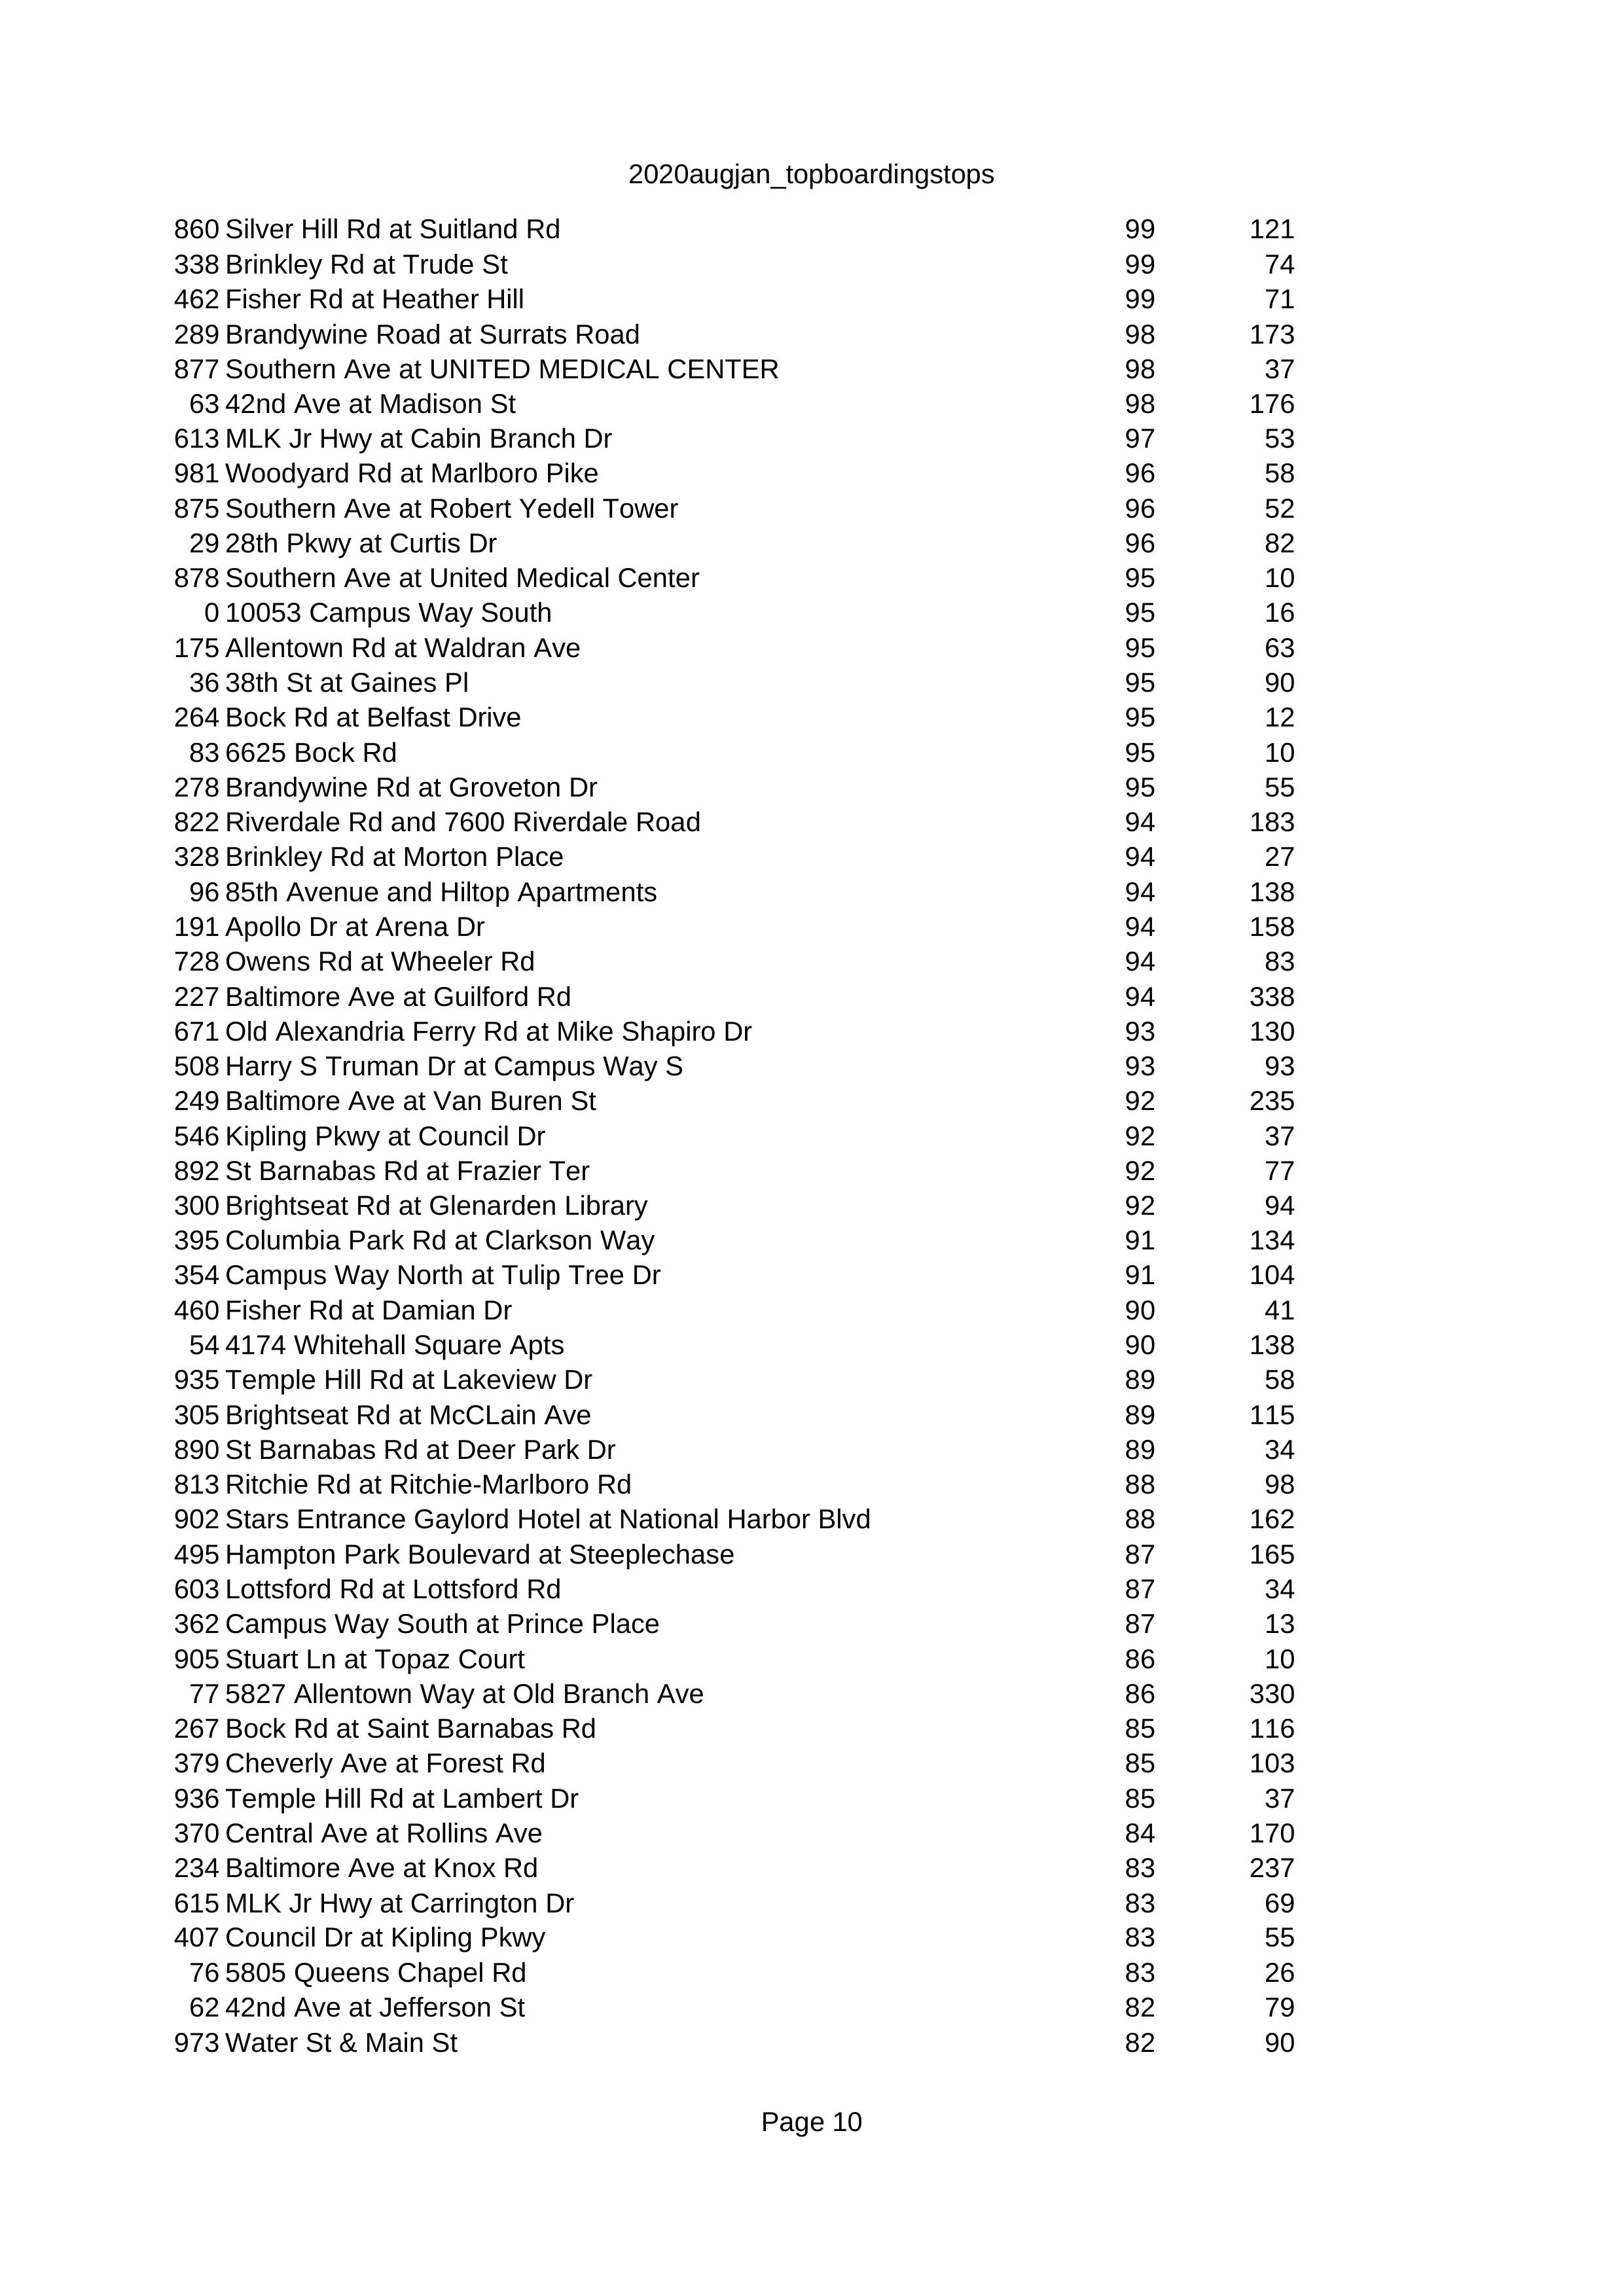 2020augjan_topboardingstops
860 Silver Hill Rd at Suitland Rd 99 121
338 Brinkley Rd at Trude St 99 74
462 Fisher Rd at Heather Hill 99 71
289 Brandywine Road at Surrats Road 98 173
877 Southern Ave at UNITED MEDICAL CENTER 98 37
63 42nd Ave at Madison St 98 176
613 MLK Jr Hwy at Cabin Branch Dr 97 53
981 Woodyard Rd at Marlboro Pike 96 58
875 Southern Ave at Robert Yedell Tower 96 52
29 28th Pkwy at Curtis Dr 96 82
878 Southern Ave at United Medical Center 95 10
0 10053 Campus Way South 95 16
175 Allentown Rd at Waldran Ave 95 63
36 38th St at Gaines Pl 95 90
264 Bock Rd at Belfast Drive 95 12
83 6625 Bock Rd 95 10
278 Brandywine Rd at Groveton Dr 95 55
822 Riverdale Rd and 7600 Riverdale Road 94 183
328 Brinkley Rd at Morton Place 94 27
96 85th Avenue and Hiltop Apartments 94 138
191 Apollo Dr at Arena Dr 94 158
728 Owens Rd at Wheeler Rd 94 83
227 Baltimore Ave at Guilford Rd 94 338
671 Old Alexandria Ferry Rd at Mike Shapiro Dr 93 130
508 Harry S Truman Dr at Campus Way S 93 93
249 Baltimore Ave at Van Buren St 92 235
546 Kipling Pkwy at Council Dr 92 37
892 St Barnabas Rd at Frazier Ter 92 77
300 Brightseat Rd at Glenarden Library 92 94
395 Columbia Park Rd at Clarkson Way 91 134
354 Campus Way North at Tulip Tree Dr 91 104
460 Fisher Rd at Damian Dr 90 41
54 4174 Whitehall Square Apts 90 138
935 Temple Hill Rd at Lakeview Dr 89 58
305 Brightseat Rd at McCLain Ave 89 115
890 St Barnabas Rd at Deer Park Dr 89 34
813 Ritchie Rd at Ritchie-Marlboro Rd 88 98
902 Stars Entrance Gaylord Hotel at National Harbor Blvd 88 162
495 Hampton Park Boulevard at Steeplechase 87 165
603 Lottsford Rd at Lottsford Rd 87 34
362 Campus Way South at Prince Place 87 13
905 Stuart Ln at Topaz Court 86 10
77 5827 Allentown Way at Old Branch Ave 86 330
267 Bock Rd at Saint Barnabas Rd 85 116
379 Cheverly Ave at Forest Rd 85 103
936 Temple Hill Rd at Lambert Dr 85 37
370 Central Ave at Rollins Ave 84 170
234 Baltimore Ave at Knox Rd 83 237
615 MLK Jr Hwy at Carrington Dr 83 69
407 Council Dr at Kipling Pkwy 83 55
76 5805 Queens Chapel Rd 83 26
62 42nd Ave at Jefferson St 82 79
973 Water St & Main St 82 90
Page 10